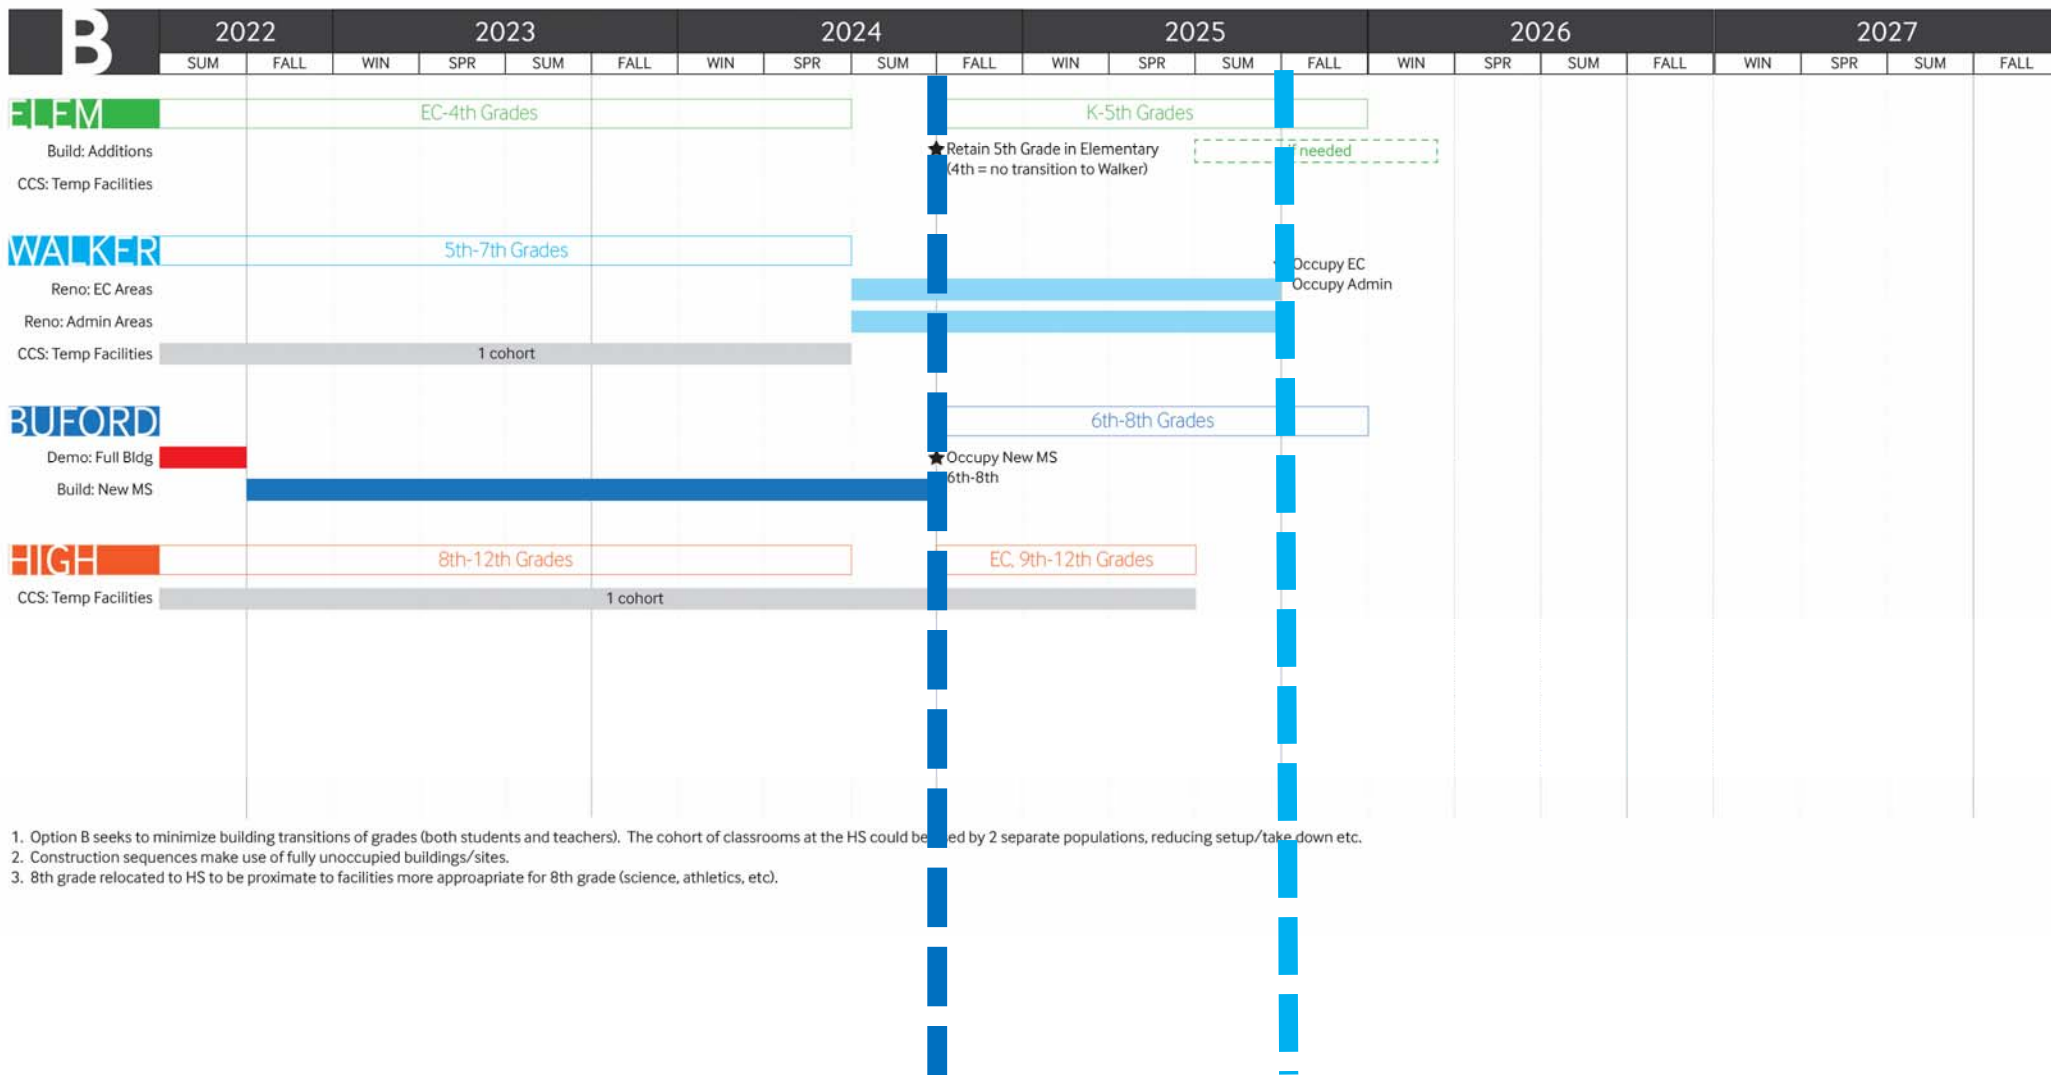 B
2022 2023 2024 2025 2026 2027
SUM FALL WIN SPR SUM FALL WIN SPR SUM FALL WIN SPR SUM FALL WIN SPR SUM FALL WIN SPR SUM FALL
ELEM EC-4th Grades K-5th Grades
Build: Additions Retain 5th Grade in Elementary needed
(4th = no transition to Walker)
CCS: Temp Facilities
WALKER 5th-7th Grades
Occupy EC
Reno: EC Areas Occupy Admin
Reno: Admin Areas
CCS: Temp Facilities 1 cohort
BUFORD 6th-8th Grades
Demo: Full Bldg Occupy New MS
6th-8th
Build: New MS
HIGH 8th-12th Grades EC, 9th-12th Grades
CCS: Temp Facilities 1 cohort
1. Option B seeks to minimize building transitions of grades (both students and teachers). The cohort of classrooms at the HS could be by 2 separate populations, reducing setup/take down etc.
2. Construction sequences make use of fully unoccupied buildings/sites.
3. 8th grade relocated to HS to be proximate to facilities more approapriate for 8th grade (science, athletics, etc).